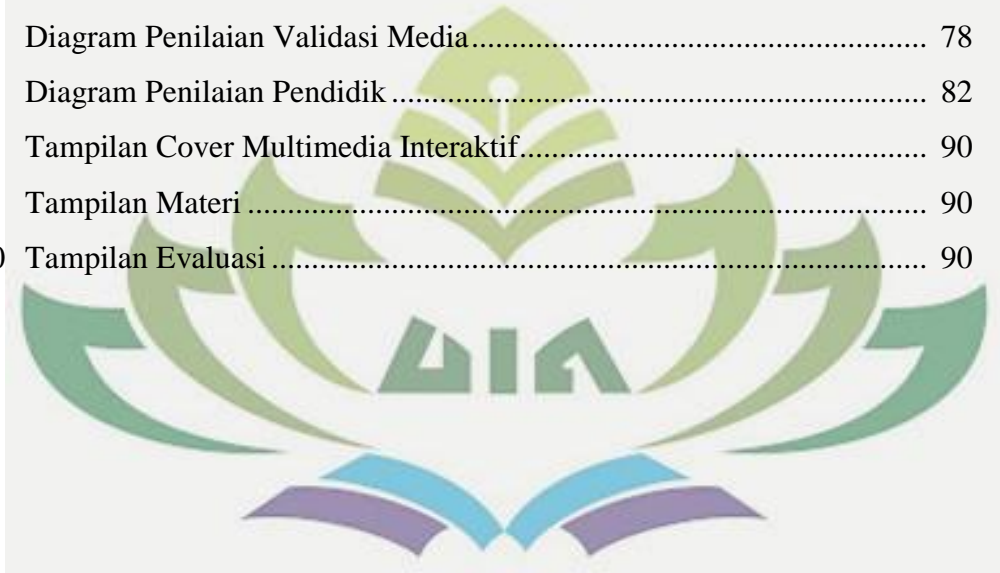 Diagram Penilaian Validasi Media........................................................... 78
Diagram Penilaian Pendidik..................................................................... 82
Tampilan Cover Multimedia Interaktif..................................................... 90
Tampilan Materi....................................................................................... 90
0 Tampilan Evaluasi.................................................................................... 90
UIN